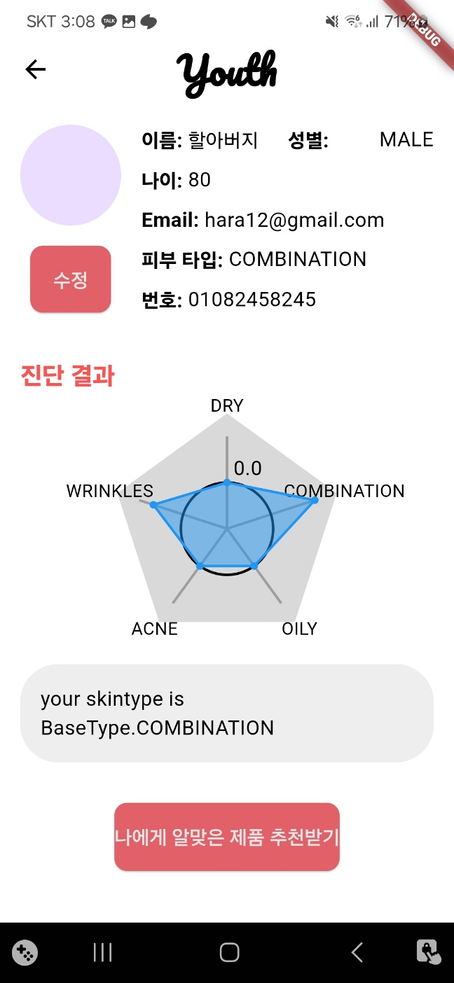 SKT 3:08 TALK 71%
DEBUG
Youth
이름: 할아버지 성별: MALE
나이: 80
Email: hara12@gmail.com
피부 타입: COMBINATION
번호: 01082458245
수정
진단 결과
DRY
0.0
WRINKLES COMBINATION
ACNE OILY
your skintype is
BaseType.COMBINATION
나에게 알맞은 제품 추천받기